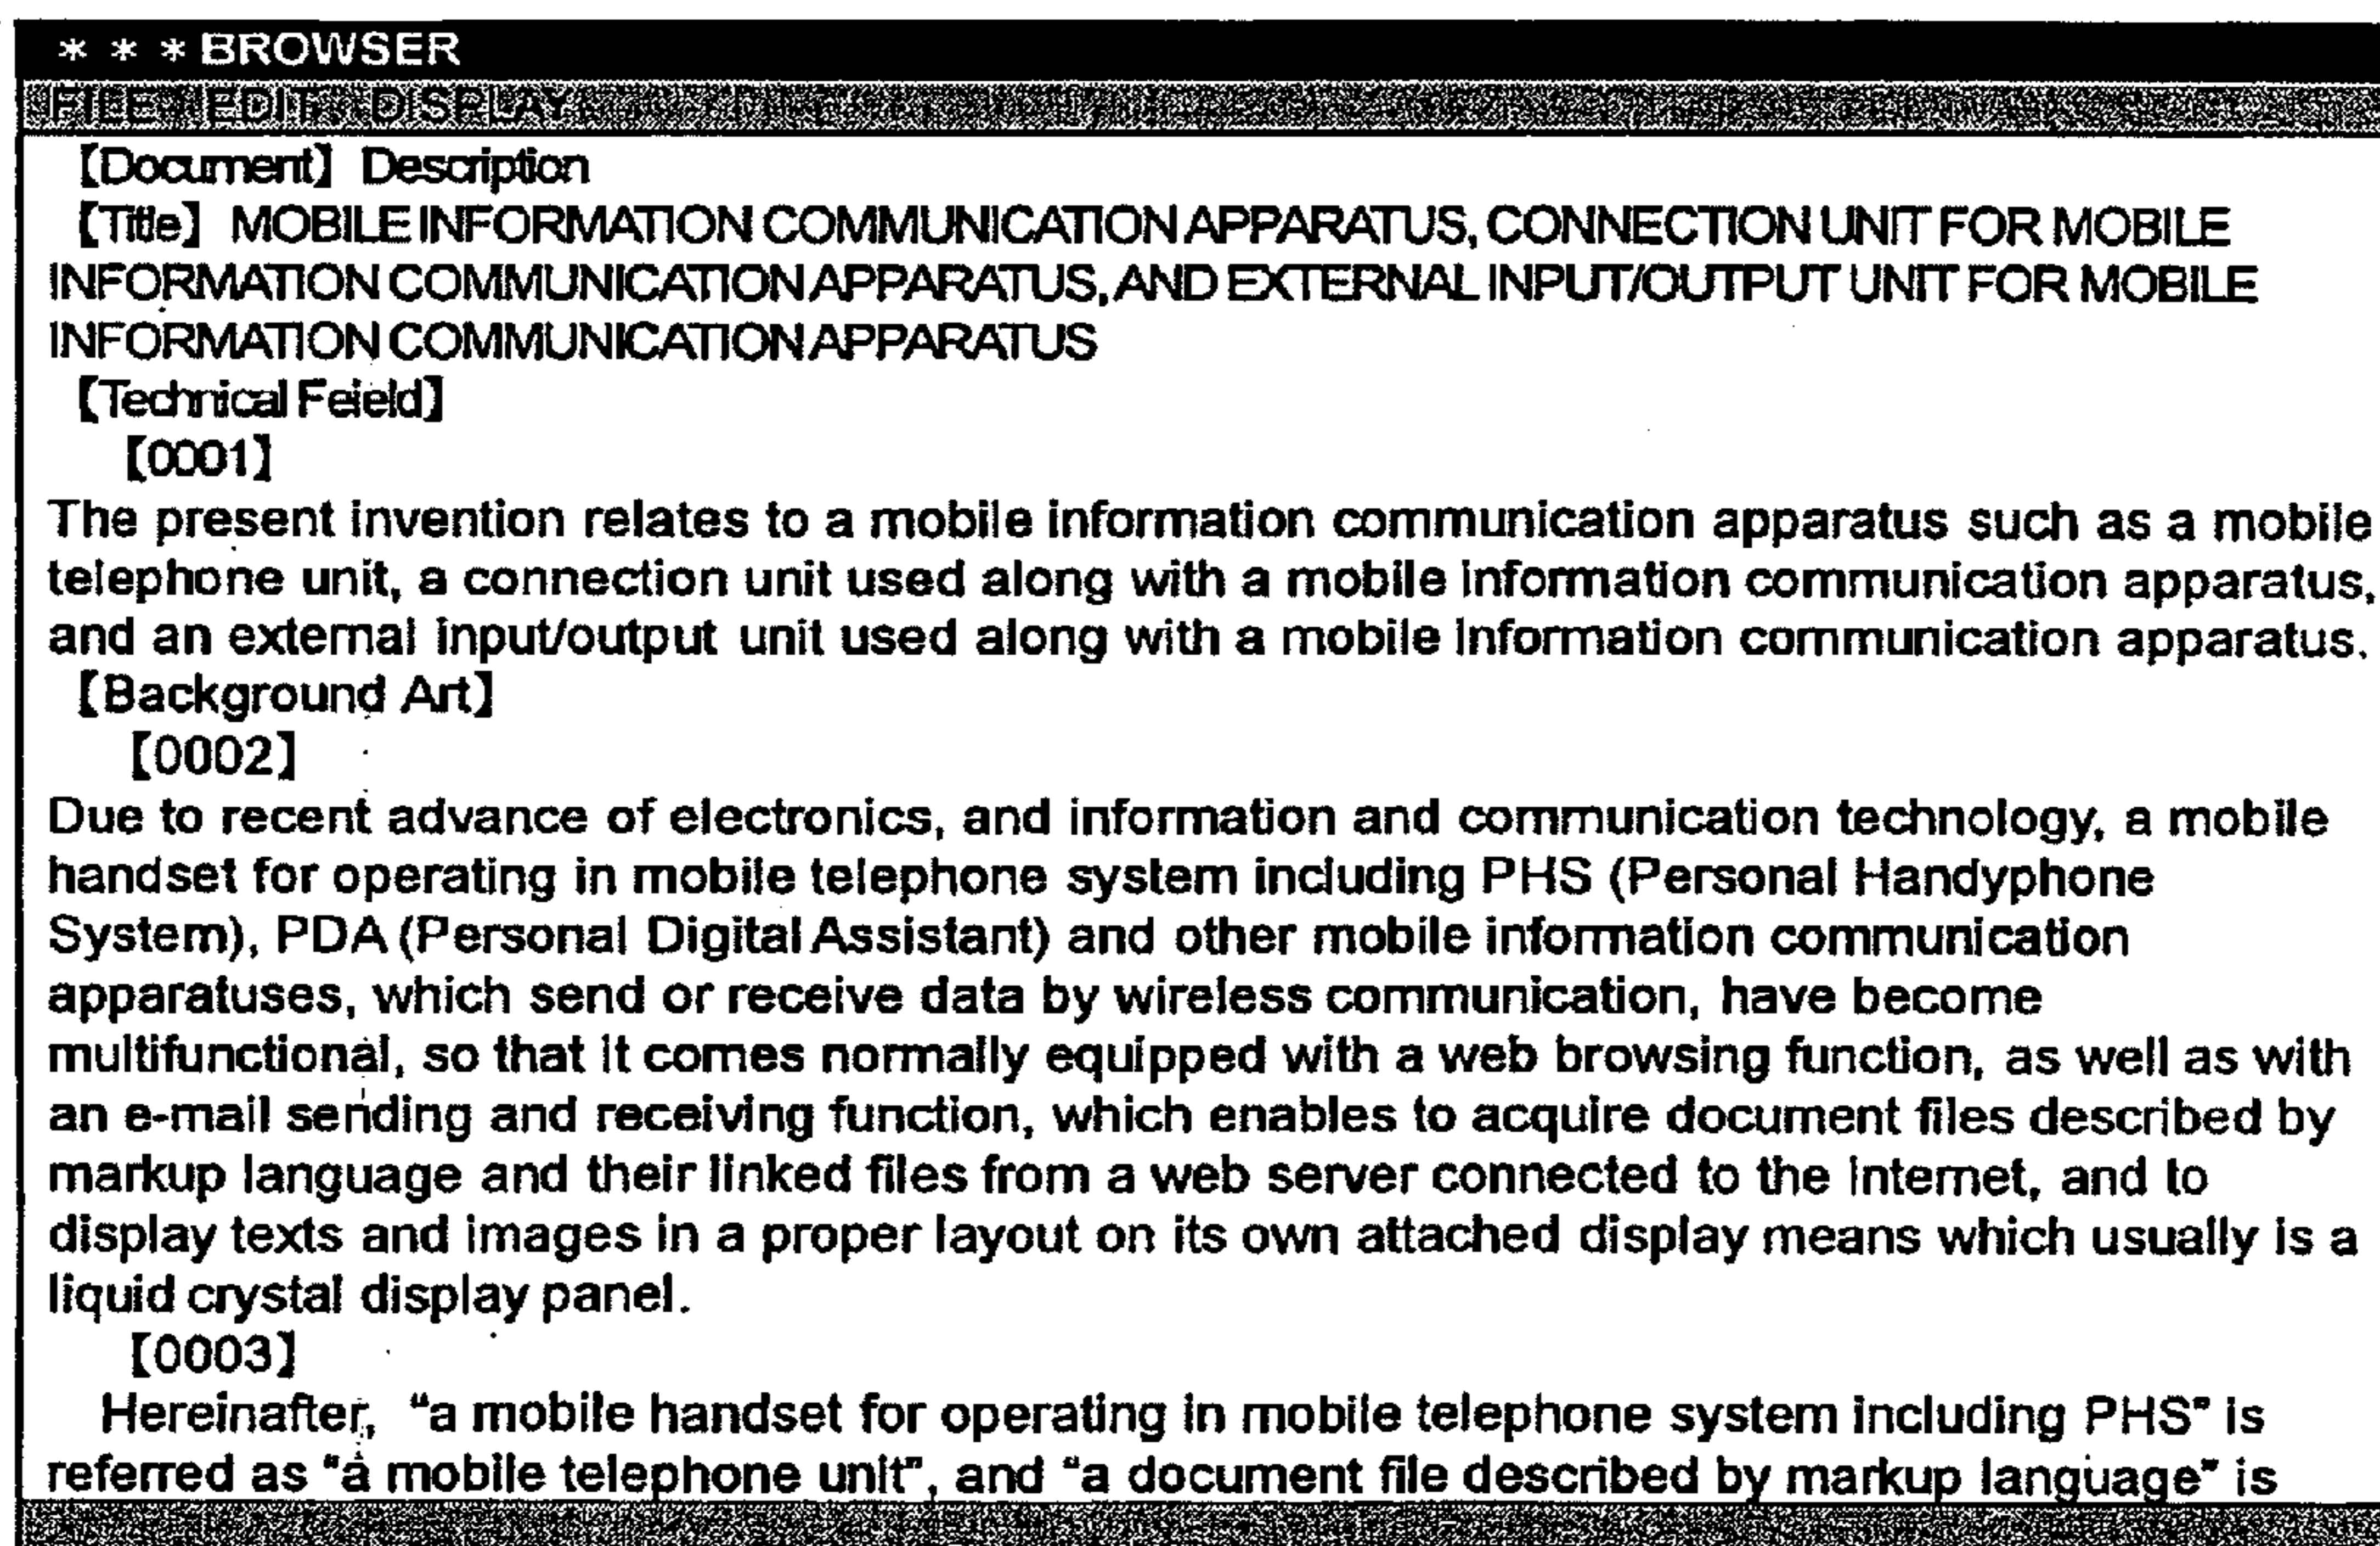 * * * BROWSER
FILE EDIT DISPLAY
【Document】 Description
【Title】 MOBILE INFORMATION COMMUNICATION APPARATUS, CONNECTION UNIT FOR MOBILE
INFORMATION COMMUNICATION APPARATUS, AND EXTERNAL INPUT/OUTPUT UNIT FOR MOBILE
INFORMATION COMMUNICATION APPARATUS
【Technical Feield】
【0001】
The present invention relates to a mobile information communication apparatus such as a mobile
telephone unit, a connection unit used along with a mobile information communication apparatus,
and an external input/output unit used along with a mobile information communication apparatus.
【Background Art】
【0002】
Due to recent advance of electronics, and information and communication technology, a mobile
handset for operating in mobile telephone system including PHS (Personal Handyphone
System), PDA (Personal Digital Assistant) and other mobile information communication
apparatuses, which send or receive data by wireless communication, have become
multifunctional, so that it comes normally equipped with a web browsing function, as well as with
an e-mail sending and receiving function, which enables to acquire document files described by
markup language and their linked files from a web server connected to the Internet, and to
display texts and images in a proper layout on its own attached display means which usually is a
liquid crystal display panel.
【0003】
Hereinafter, "a mobile handset for operating in mobile telephone system including PHS" is
referred as "a mobile telephone unit", and "a document file described by markup language" is